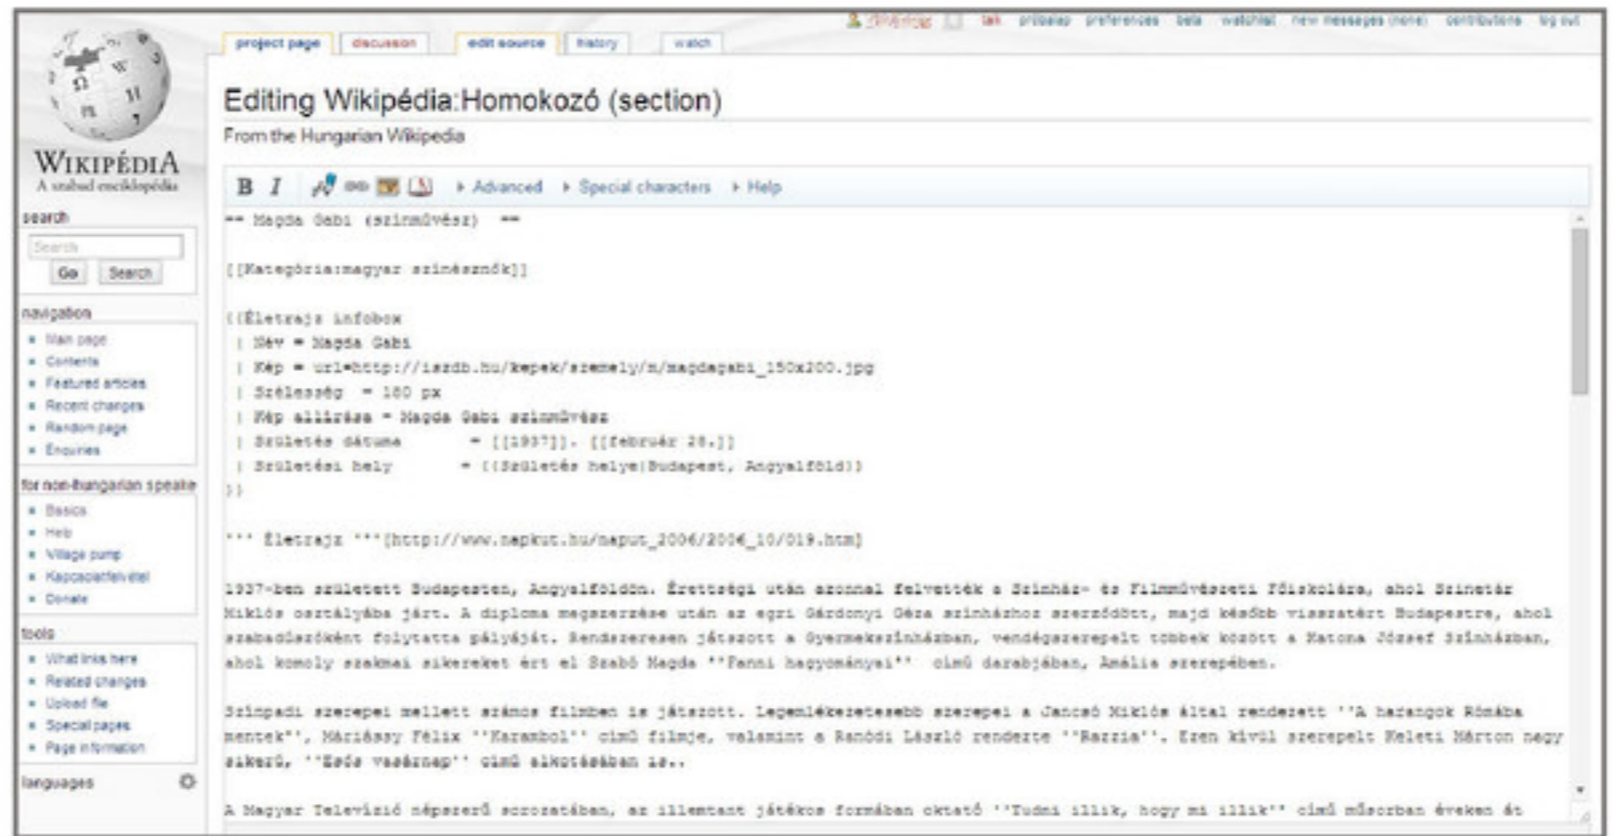 talk próbalap preferences beta watchlist new messages (none) contributions log out
project page discussion edit source history watch
Editing Wikipédia:Homokozó (section)
From the Hungarian Wikipedia
WIKIPÉDIA
A szabad enciklopédia
B I Advanced Special characters Help
search
Search
Go Search
navigation
Main page
Contents
Featured articles
Recent changes
Random page
Enquiries
for non-hungarian speake
Basics
Help
Village pump
Kapcsolatfelvétel
Donate
tools
What links here
Related changes
Upload file
Special pages
Page information
languages
== Magda Gabi (színművész) ==
[[Kategória:magyar színésznők]]
{{Életrajz infobox
| Név = Magda Gabi
| Kép = url=http://iszdb.hu/kepek/szemely/m/magdagabi_150x200.jpg
| Szélesség = 180 px
| Kép allírása = Magda Gabi színművész
| Születés dátuma = [[1937]]. [[február 28.]]
| Születési hely = {{Születés helye|Budapest, Angyalföld}}
}}
''' Életrajz '''[http://www.napkut.hu/naput_2006/2006_10/019.htm]
1937-ben született Budapesten, Angyalföldön. Érettségi után azonnal felvették a Színház- és Filmművészeti Főiskolára, ahol Szinetár
Miklós osztályába járt. A diploma megszerzése után az egri Gárdonyi Géza színházhoz szerződött, majd később visszatért Budapestre, ahol
szabadúszóként folytatta pályáját. Rendszeresen játszott a Gyermekszínházban, vendégszerepelt többek között a Katona József Színházban,
ahol komoly szakmai sikereket ért el Szabó Magda ''Fanni hagyományai'' című darabjában, Amália szerepében.
Színpadi szerepei mellett számos filmben is játszott. Legemlékezetesebb szerepei a Jancsó Miklós által rendezett ''A harangok Rómába
mentek'', Máriássy Félix ''Karambol'' című filmje, valamint a Ranódi László rendezte ''Razzia''. Ezen kívül szerepelt Keleti Márton nagy
sikerű, ''Esős vasárnap'' című alkotásában is..
A Magyar Televízió népszerű sorozatában, az illemtant játékos formában oktató ''Tudni illik, hogy mi illik'' című műsorban éveken át